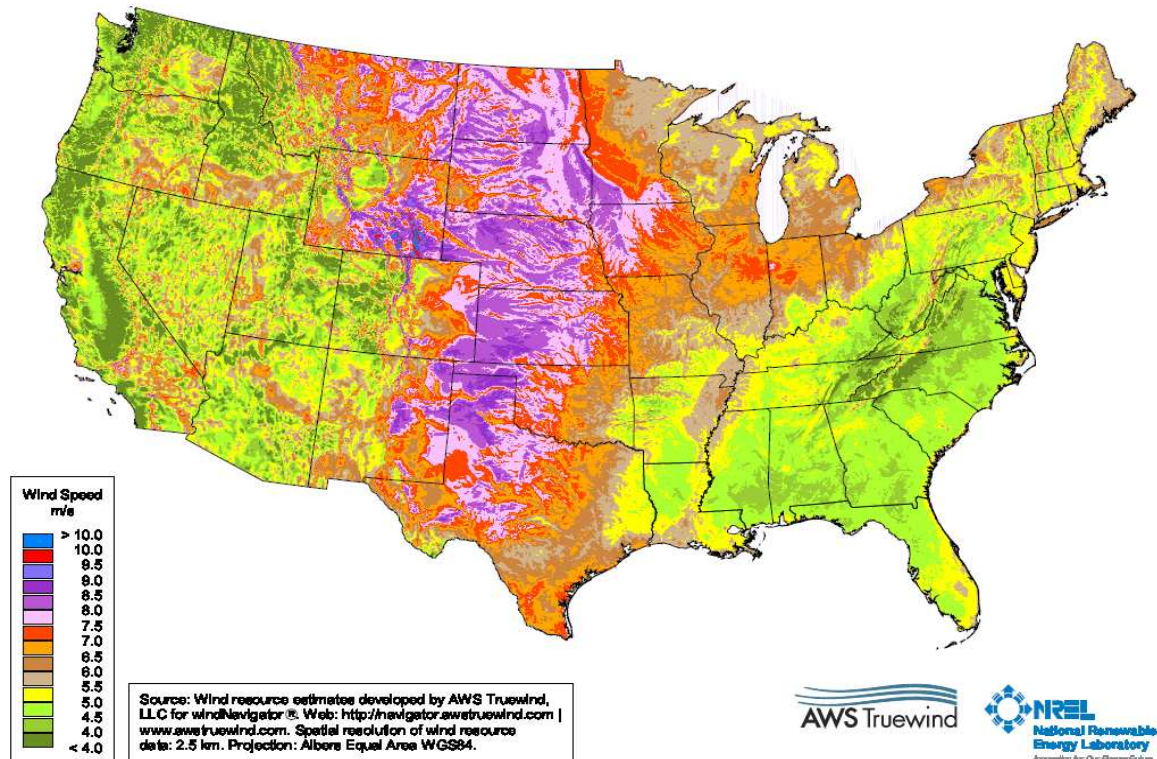 Wind Speed
m/s
> 10.0
10.0
9.5
9.0
8.5
8.0
7.5
7.0
6.5
6.0
5.5
5.0
4.5
4.0
< 4.0
Source: Wind resource estimates developed by AWS Truewind,
LLC for windNavigator ®. Web: http://navigator.awstruewind.com |
www.awstruewind.com. Spatial resolution of wind resource
data: 2.5 km. Projection: Albers Equal Area WGS84.
AWS Truewind
NREL
National Renewable
Energy Laboratory